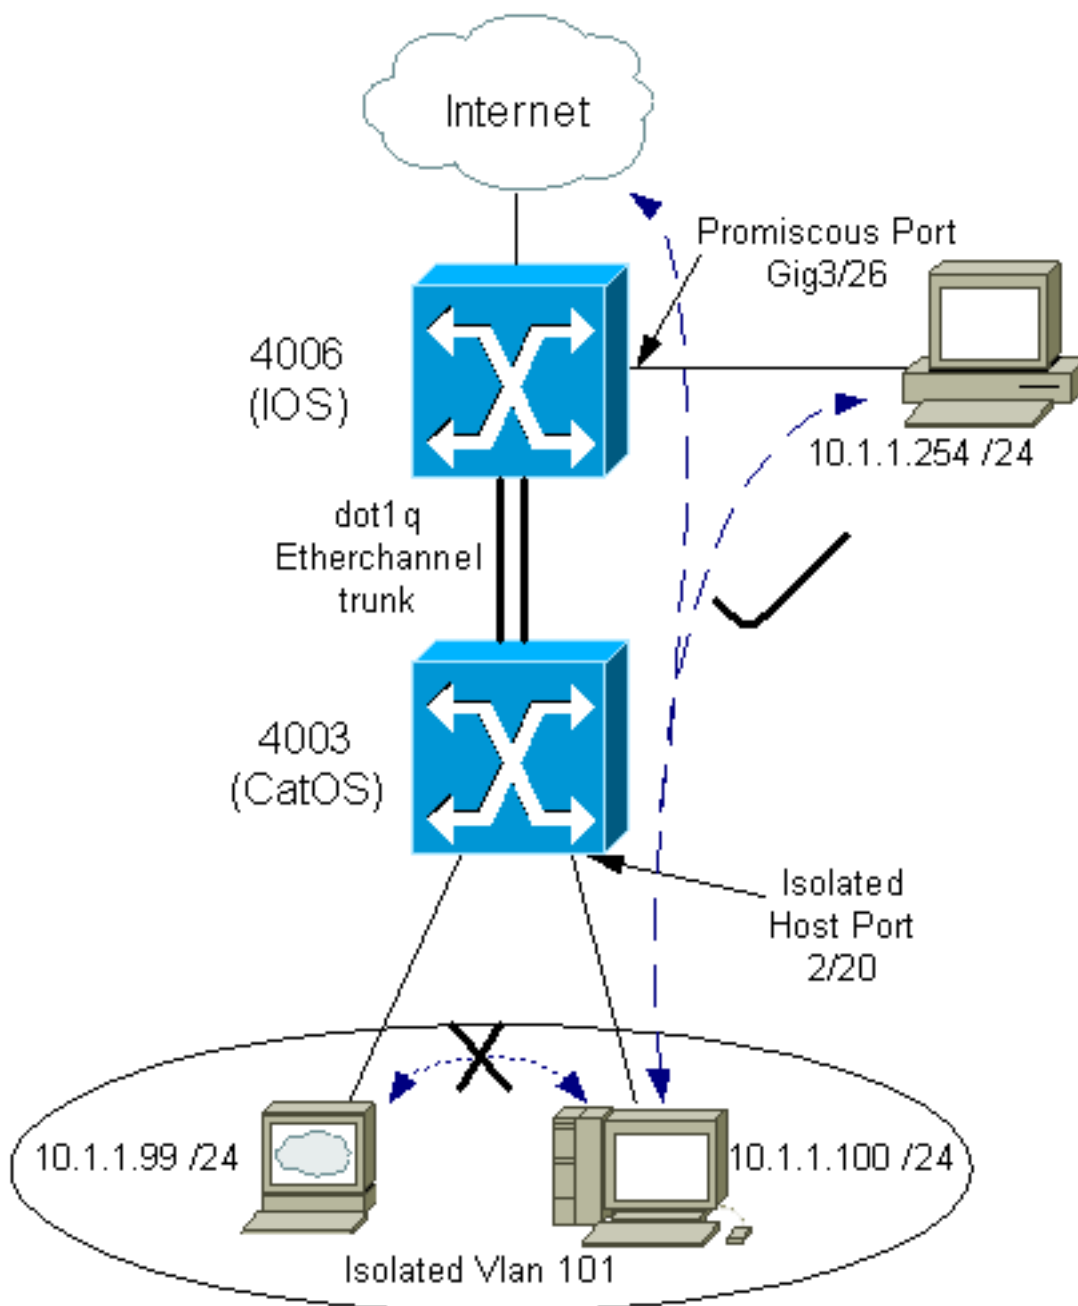 Internet
Promiscous Port
Gig3/26
4006
(IOS)
10.1.1.254 /24
dot1q
Etherchannel
trunk
4003
(CatOS)
Isolated
Host Port
2/20
10.1.1.99 /24
10.1.1.100 /24
Isolated Vlan 101